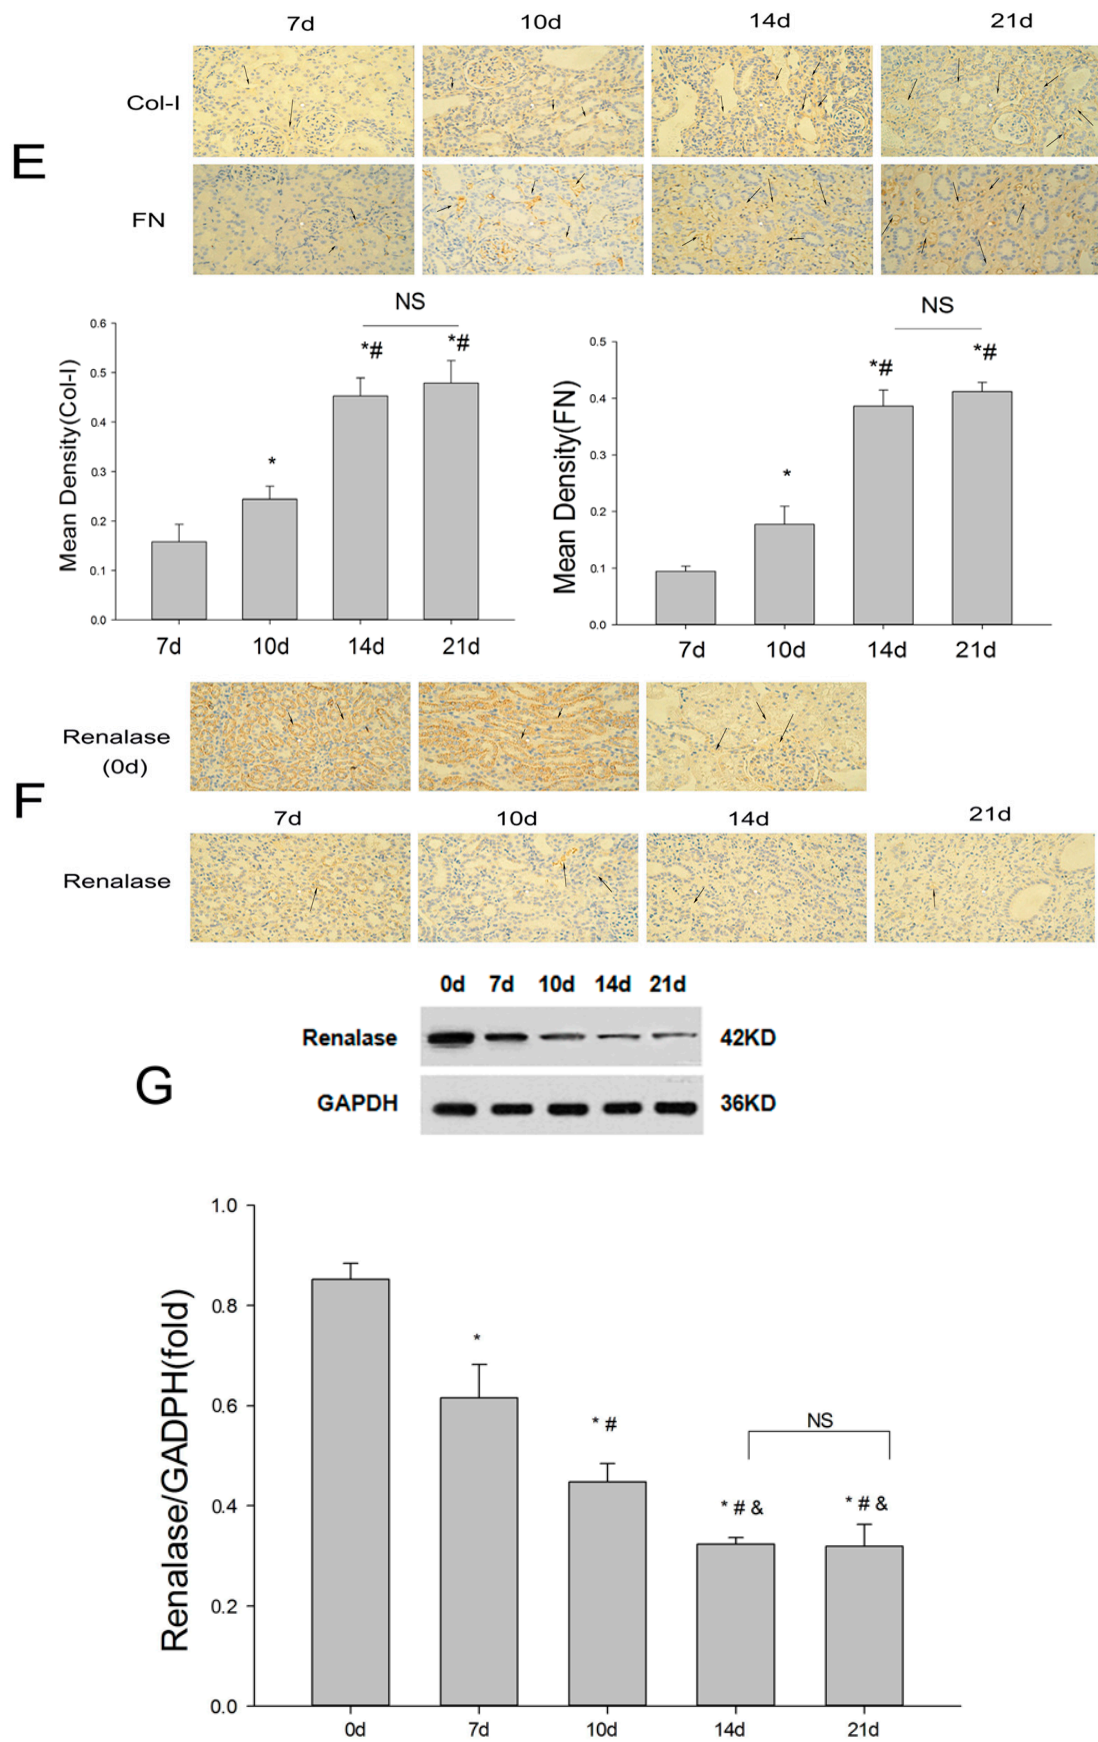 7d 10d 14d 21d
Col-I
E
FN
NS
0.6
0.5
0.4
0.3
0.2
0.1
0.0
Mean Density(Col-I)
*
*#
*#
7d 10d 14d 21d
NS
0.5
0.4
0.3
0.2
0.1
0.0
Mean Density(FN)
*
*#
*#
7d 10d 14d 21d
Renalase
(0d)
F
7d 10d 14d 21d
Renalase
0d 7d 10d 14d 21d
Renalase 42KD
G
GAPDH 36KD
1.0
0.8
0.6
0.4
0.2
0.0
Renalase/GADPH(fold)
*
* #
NS
* # &
* # &
0d 7d 10d 14d 21d